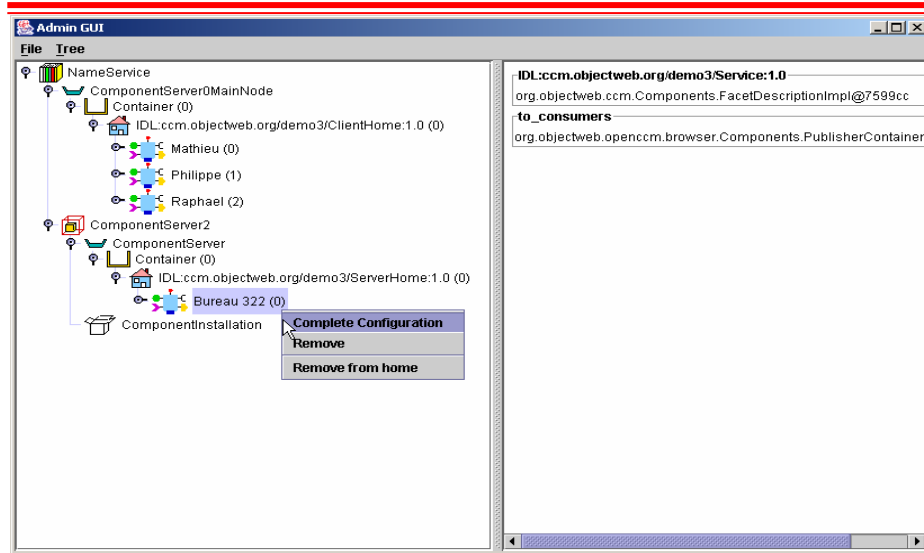 Admin GUI
File Tree
NameService
ComponentServer0MainNode
Container (0)
IDL:ccm.objectweb.org/demo3/ClientHome:1.0 (0)
Mathieu (0)
Philippe (1)
Raphael (2)
ComponentServer2
ComponentServer
Container (0)
IDL:ccm.objectweb.org/demo3/ServerHome:1.0 (0)
Bureau 322 (0)
ComponentInstallation
Complete Configuration
Remove
Remove from home
IDL:ccm.objectweb.org/demo3/Service:1.0
org.objectweb.ccm.Components.FacetDescriptionImpl@7599cc
to_consumers
org.objectweb.openccm.browser.Components.PublisherContainer